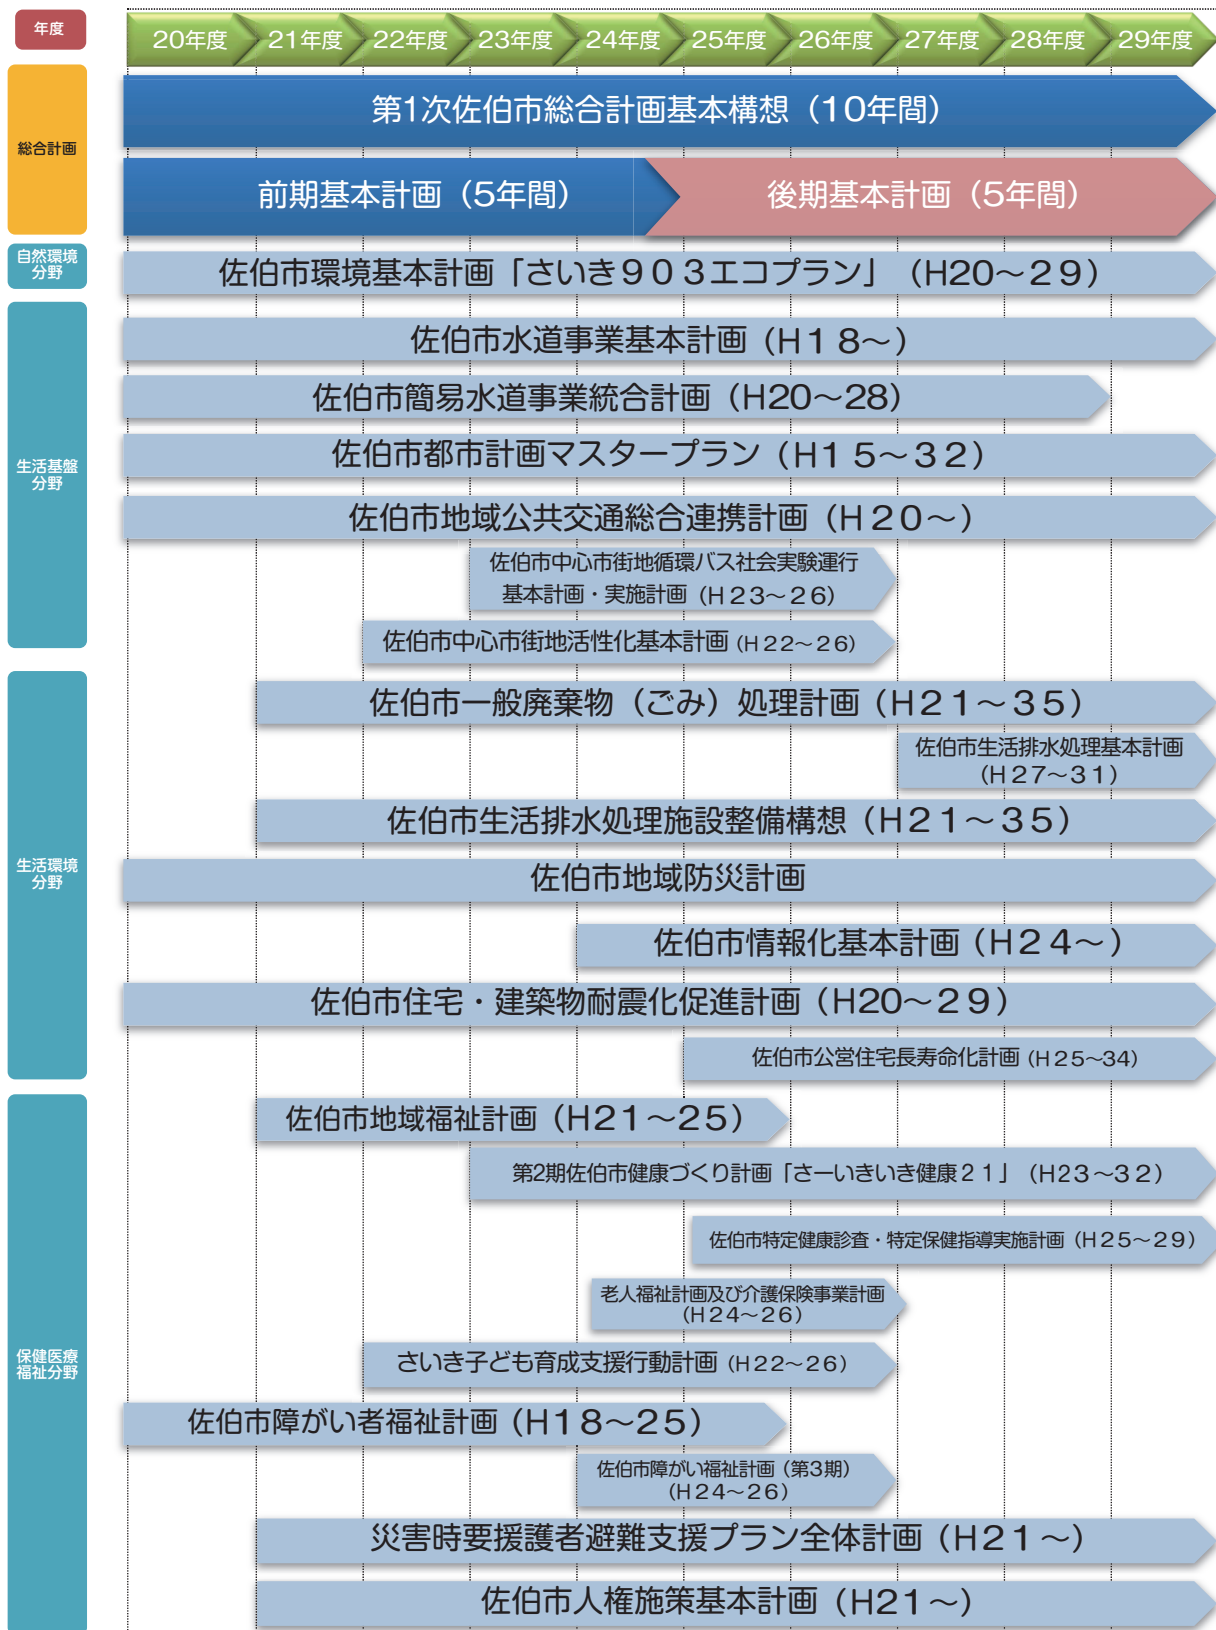 年度
20年度 21年度 22年度 23年度 24年度 25年度 26年度 27年度 28年度 29年度
総合計画
第1次佐伯市総合計画基本構想（10年間）
前期基本計画（5年間）
後期基本計画（5年間）
自然環境
分野
佐伯市環境基本計画「さいき９０３エコプラン」（H20～２９）
生活基盤
分野
佐伯市水道事業基本計画（H１８～）
佐伯市簡易水道事業統合計画（H20～28）
佐伯市都市計画マスタープラン（H１５～３２）
佐伯市地域公共交通総合連携計画（H２０～）
佐伯市中心市街地循環バス社会実験運行
基本計画・実施計画（H２３～２６）
佐伯市中心市街地活性化基本計画（H２２～２６）
生活環境
分野
佐伯市一般廃棄物（ごみ）処理計画（H２１～３５）
佐伯市生活排水処理基本計画
（H２７～３１）
佐伯市生活排水処理施設整備構想（H２１～３５）
佐伯市地域防災計画
佐伯市情報化基本計画（H２４～）
佐伯市住宅・建築物耐震化促進計画（H20～２９）
佐伯市公営住宅長寿命化計画（H２５～３４）
保健医療
福祉分野
佐伯市地域福祉計画（H21～25）
第2期佐伯市健康づくり計画「さーいきいき健康２１」（H２３～３２）
佐伯市特定健康診査・特定保健指導実施計画（H２５～２９）
老人福祉計画及び介護保険事業計画
（H２４～２６）
さいき子ども育成支援行動計画（H２２～２６）
佐伯市障がい者福祉計画（H１８～２５）
佐伯市障がい福祉計画（第3期）
（H２４～２６）
災害時要援護者避難支援プラン全体計画（H２１～）
佐伯市人権施策基本計画（H21～）